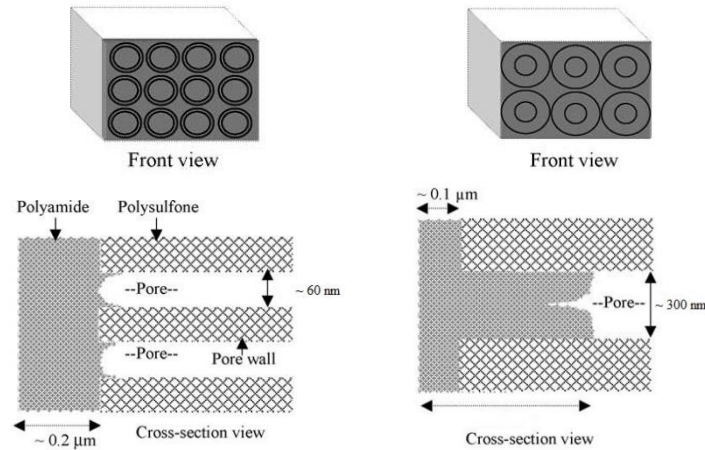 Front view
Front view
~ 0.1 µm
Polyamide
Polysulfone
--Pore--
~ 60 nm
--Pore--
Pore wall
~ 0.2 µm
Cross-section view
--Pore--
~ 300 nm
Cross-section view